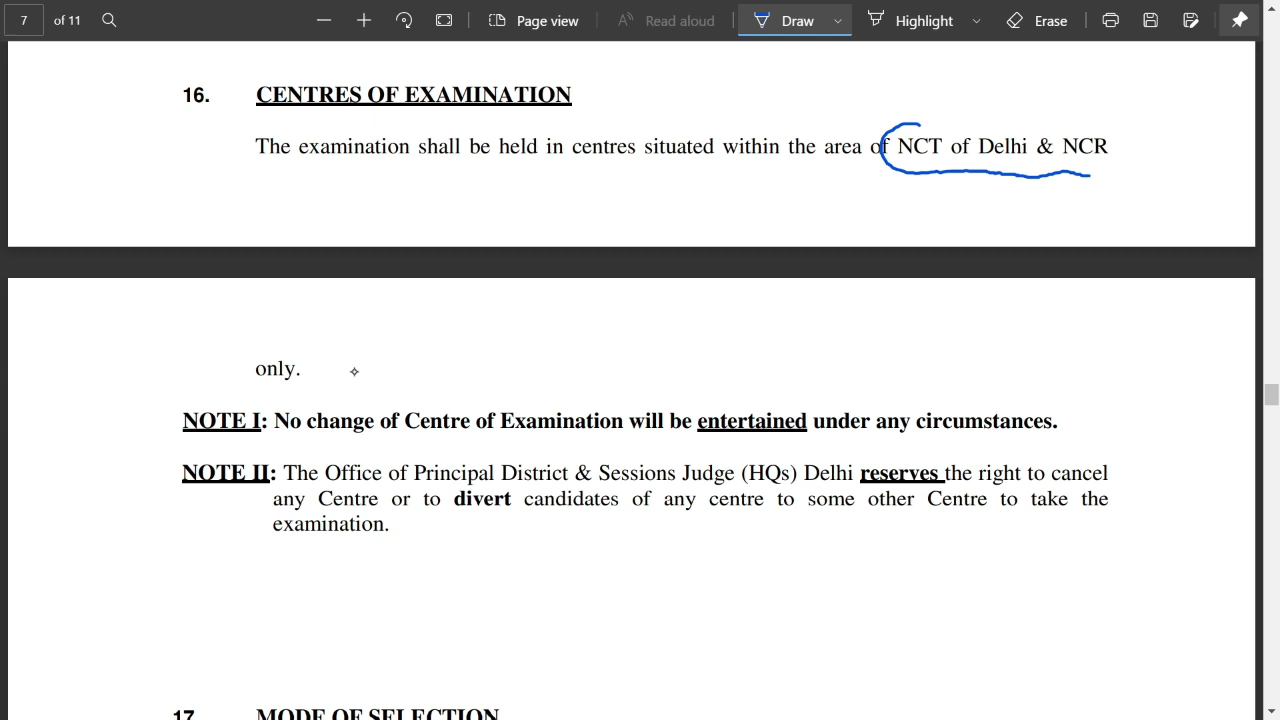 7 of 11 Page view Read aloud Draw Highlight Erase
16. CENTRES OF EXAMINATION
The examination shall be held in centres situated within the area of NCT of Delhi & NCR
only.
NOTE I: No change of Centre of Examination will be entertained under any circumstances.
NOTE II: The Office of Principal District & Sessions Judge (HQs) Delhi reserves the right to cancel
any Centre or to divert candidates of any centre to some other Centre to take the
examination.
17 MODE OF SELECTION